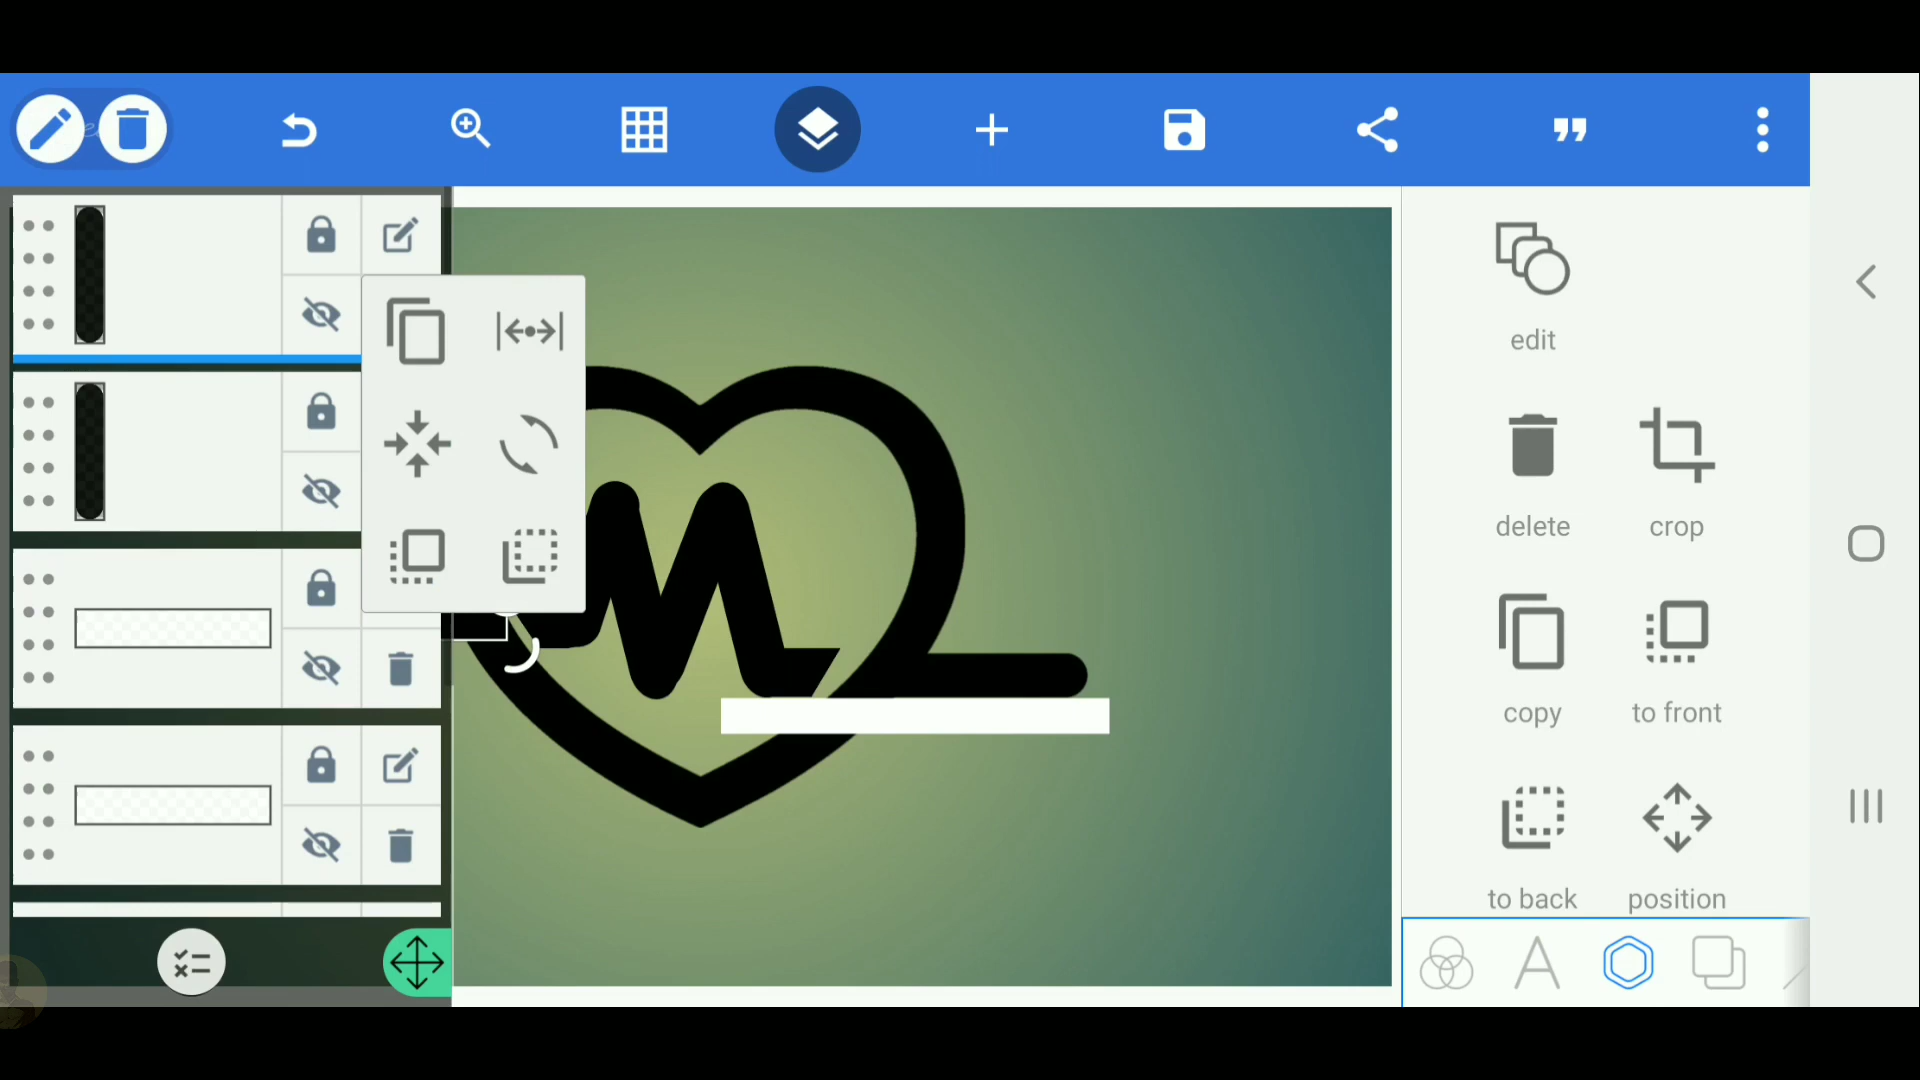 edit
delete
crop
copy
to front
to back
position